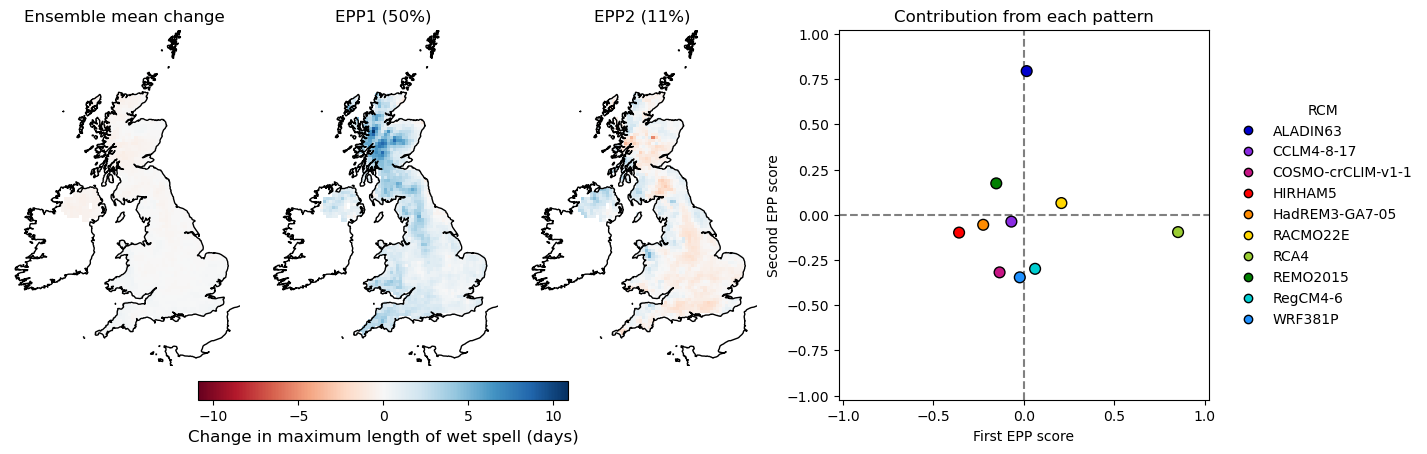 Ensemble mean change
EPP1 (50%)
EPP2 (11%)
−10
−5
0
5
10
Change in maximum length of wet spell (days)
Contribution from each pattern
1.00
0.75
0.50
0.25
0.00
−0.25
−0.50
−0.75
−1.00
Second EPP score
−1.0
−0.5
0.0
0.5
1.0
First EPP score
RCM
ALADIN63
CCLM4-8-17
COSMO-crCLIM-v1-1
HIRHAM5
HadREM3-GA7-05
RACMO22E
RCA4
REMO2015
RegCM4-6
WRF381P